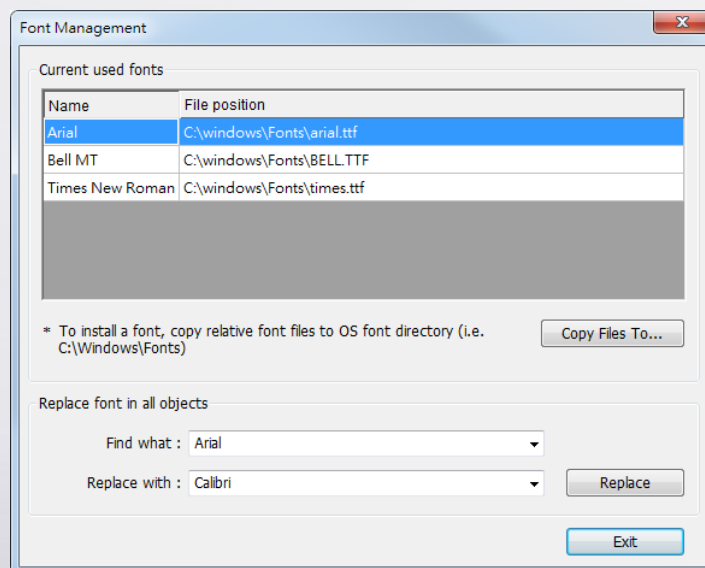 Font Management
Current used fonts
Name File position
Arial C:\windows\Fonts\arial.ttf
Bell MT C:\windows\Fonts\BELL.TTF
Times New Roman C:\windows\Fonts\times.ttf
* To install a font, copy relative font files to OS font directory (i.e.
C:\Windows\Fonts)
Copy Files To...
Replace font in all objects
Find what : Arial
Replace with : Calibri
Replace
Exit